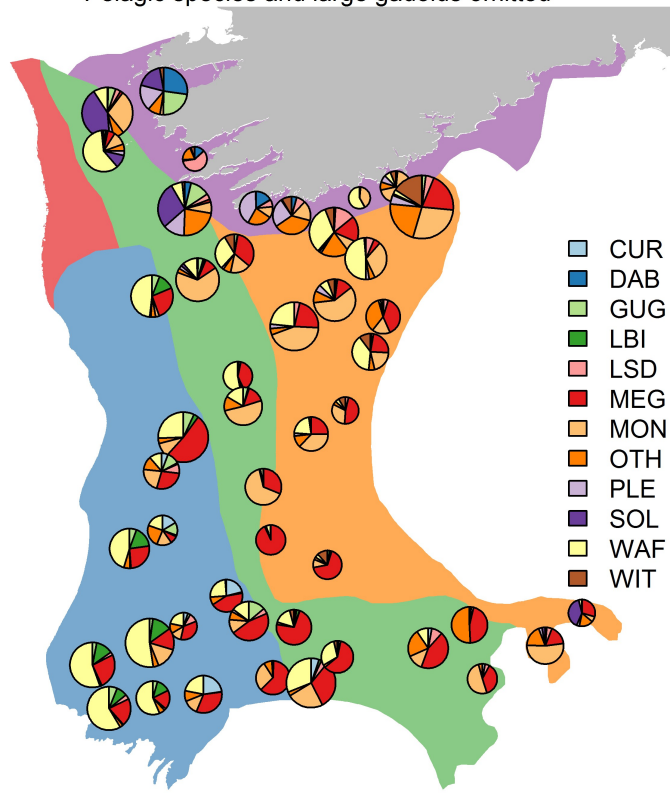 Pelagic species and large gadoids omitted
CUR
DAB
GUG
LBI
LSD
MEG
MON
OTH
PLE
SOL
WAF
WIT